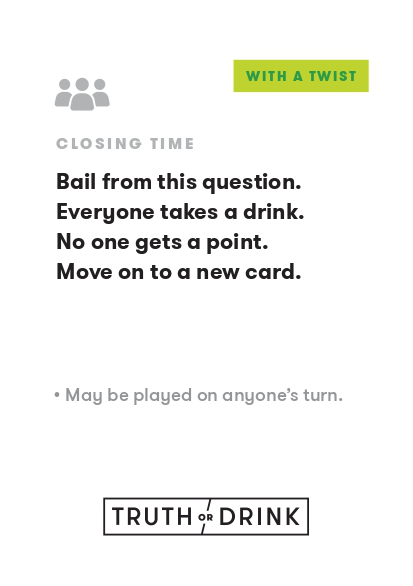 WITH A TWIST
CLOSING TIME
Bail from this question.
Everyone takes a drink.
No one gets a point.
Move on to a new card.
• May be played on anyone's turn.
TRUTH OR DRINK